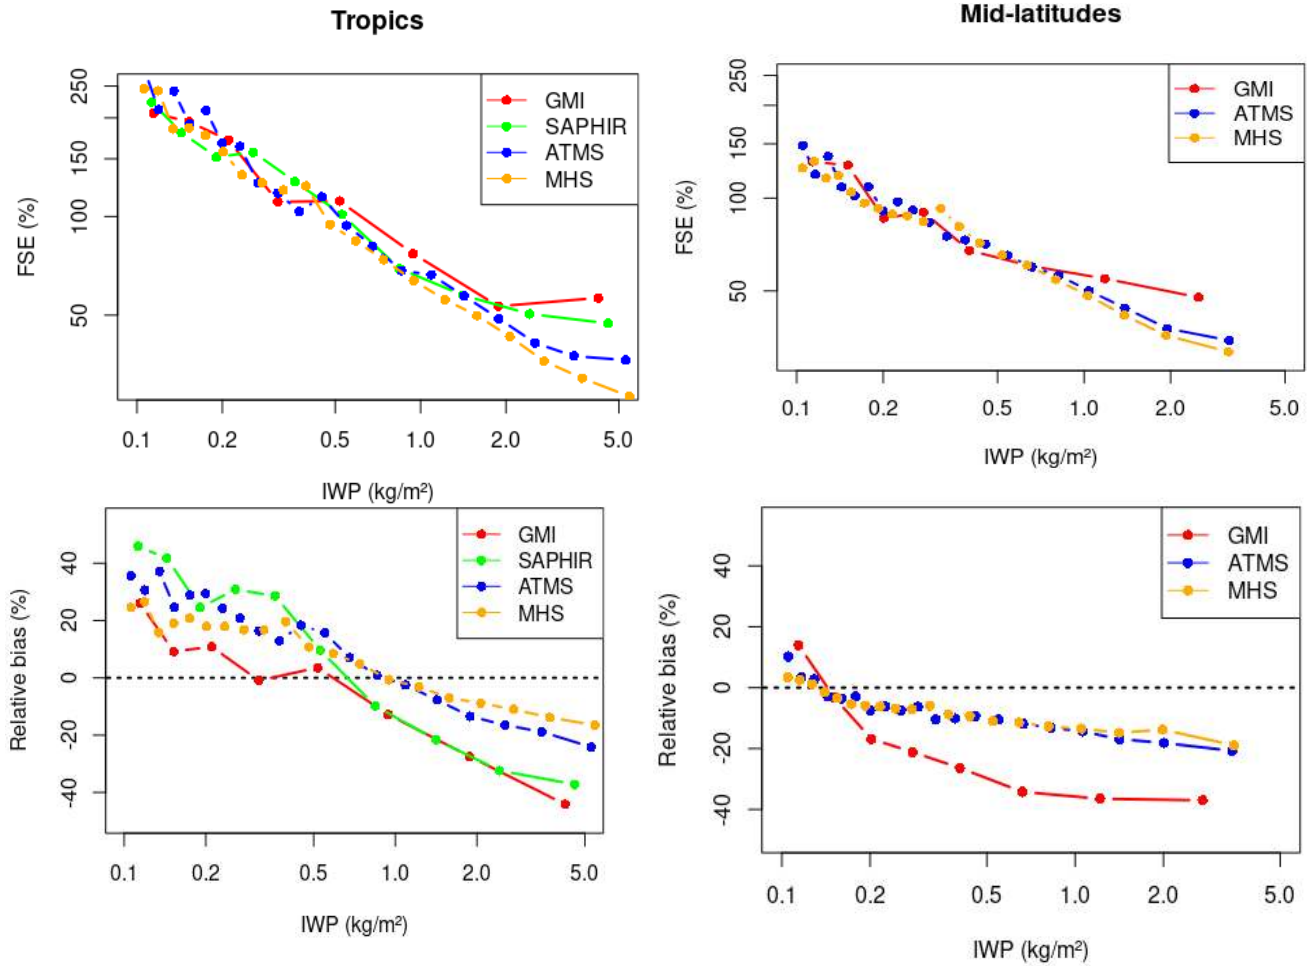 Tropics
Mid-latitudes
FSE (%)
250
150
100
50
GMI
SAPHIR
ATMS
MHS
0.1 0.2 0.5 1.0 2.0 5.0
IWP (kg/m²)
FSE (%)
250
150
100
50
GMI
ATMS
MHS
0.1 0.2 0.5 1.0 2.0 5.0
IWP (kg/m²)
Relative bias (%)
40
20
0
-20
-40
GMI
SAPHIR
ATMS
MHS
0.1 0.2 0.5 1.0 2.0 5.0
IWP (kg/m²)
Relative bias (%)
40
20
0
-20
-40
GMI
ATMS
MHS
0.1 0.2 0.5 1.0 2.0 5.0
IWP (kg/m²)